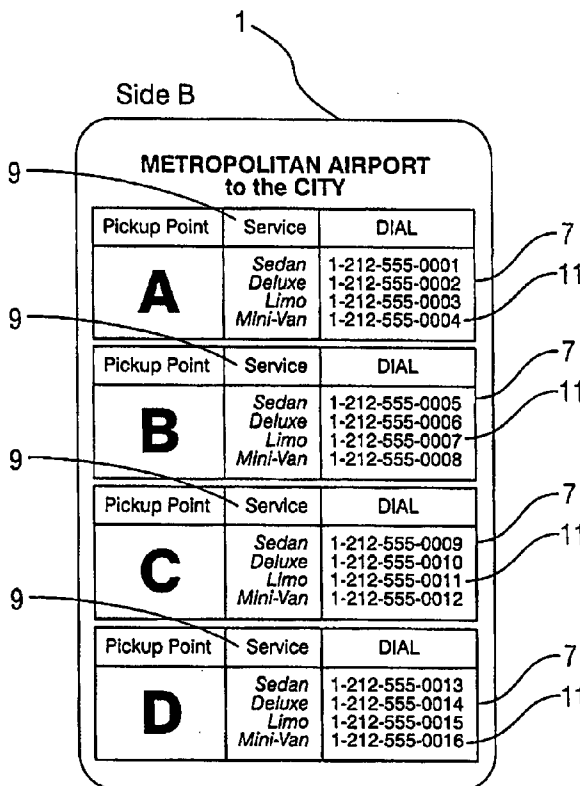 1
Side B
METROPOLITAN AIRPORT
to the CITY
9
Pickup Point Service DIAL
7
A
Sedan 1-212-555-0001
Deluxe 1-212-555-0002
Limo 1-212-555-0003
Mini-Van 1-212-555-0004
11
9
Pickup Point Service DIAL
7
B
Sedan 1-212-555-0005
Deluxe 1-212-555-0006
Limo 1-212-555-0007
Mini-Van 1-212-555-0008
11
9
Pickup Point Service DIAL
7
C
Sedan 1-212-555-0009
Deluxe 1-212-555-0010
Limo 1-212-555-0011
Mini-Van 1-212-555-0012
11
9
Pickup Point Service DIAL
7
D
Sedan 1-212-555-0013
Deluxe 1-212-555-0014
Limo 1-212-555-0015
Mini-Van 1-212-555-0016
11